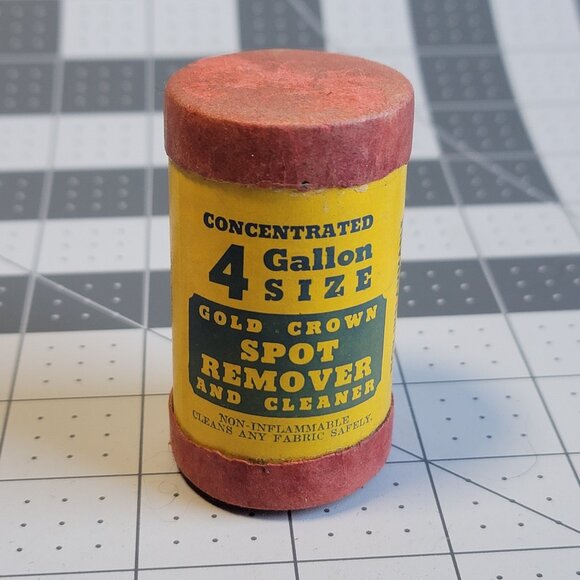 CONCENTRATED
4 Gallon
SIZE
GOLD CROWN
SPOT
REMOVER
AND CLEANER
NON-INFLAMMABLE
CLEANS ANY FABRIC SAFELY.